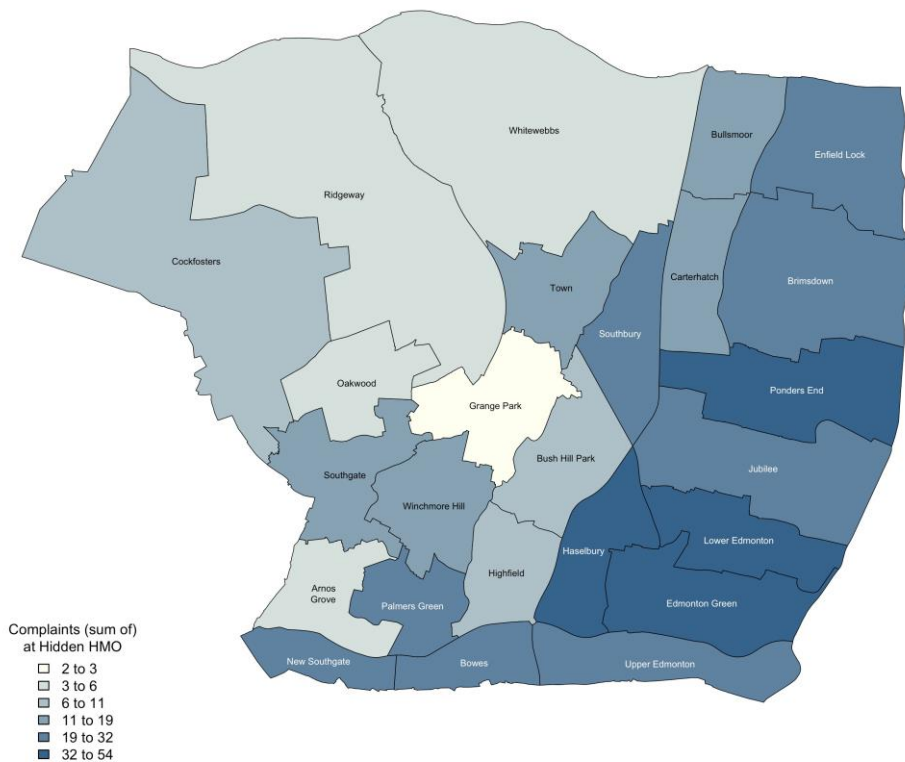 Whitewebbs
Bullsmoor
Enfield Lock
Ridgeway
Cockfosters
Carterhatch
Brimsdown
Town
Southbury
Oakwood
Ponders End
Grange Park
Bush Hill Park
Jubilee
Southgate
Winchmore Hill
Lower Edmonton
Haselbury
Highfield
Arnos
Grove
Edmonton Green
Palmers Green
New Southgate
Bowes
Upper Edmonton
Complaints (sum of)
at Hidden HMO
2 to 3
3 to 6
6 to 11
11 to 19
19 to 32
32 to 54